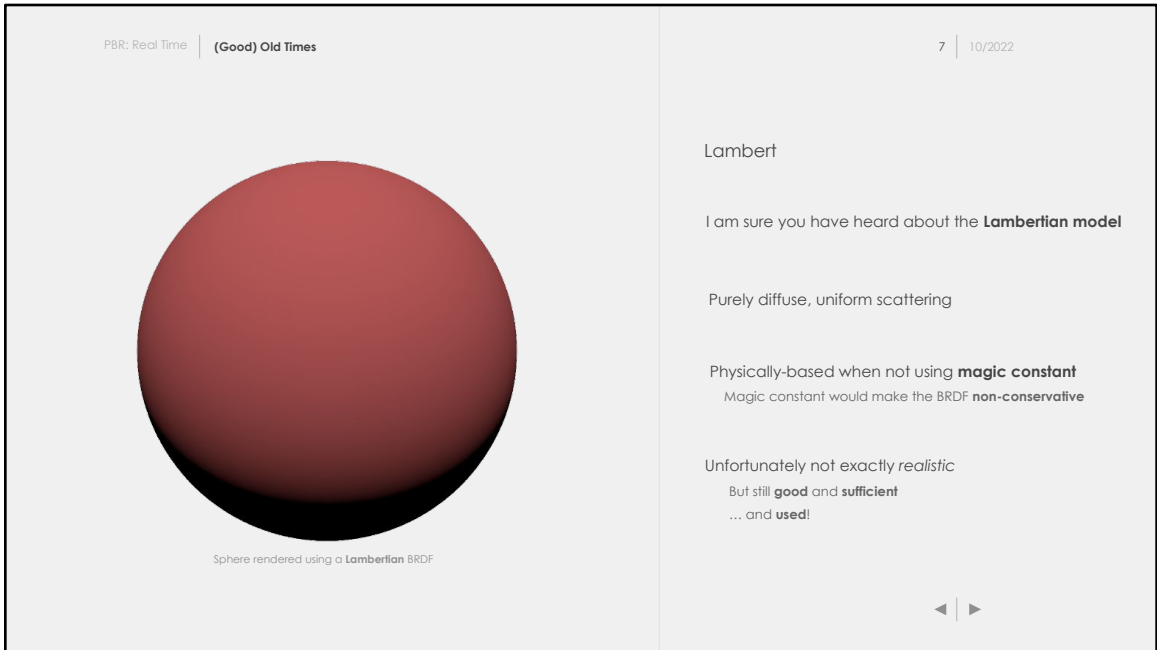 PBR: Real Time
(Good) Old Times
7
10/2022
Lambert
I am sure you have heard about the Lambertian model
Purely diffuse, uniform scattering
Physically-based when not using magic constant
Magic constant would make the BRDF non-conservative
Unfortunately not exactly realistic
But still good and sufficient
… and used!
Sphere rendered using a Lambertian BRDF